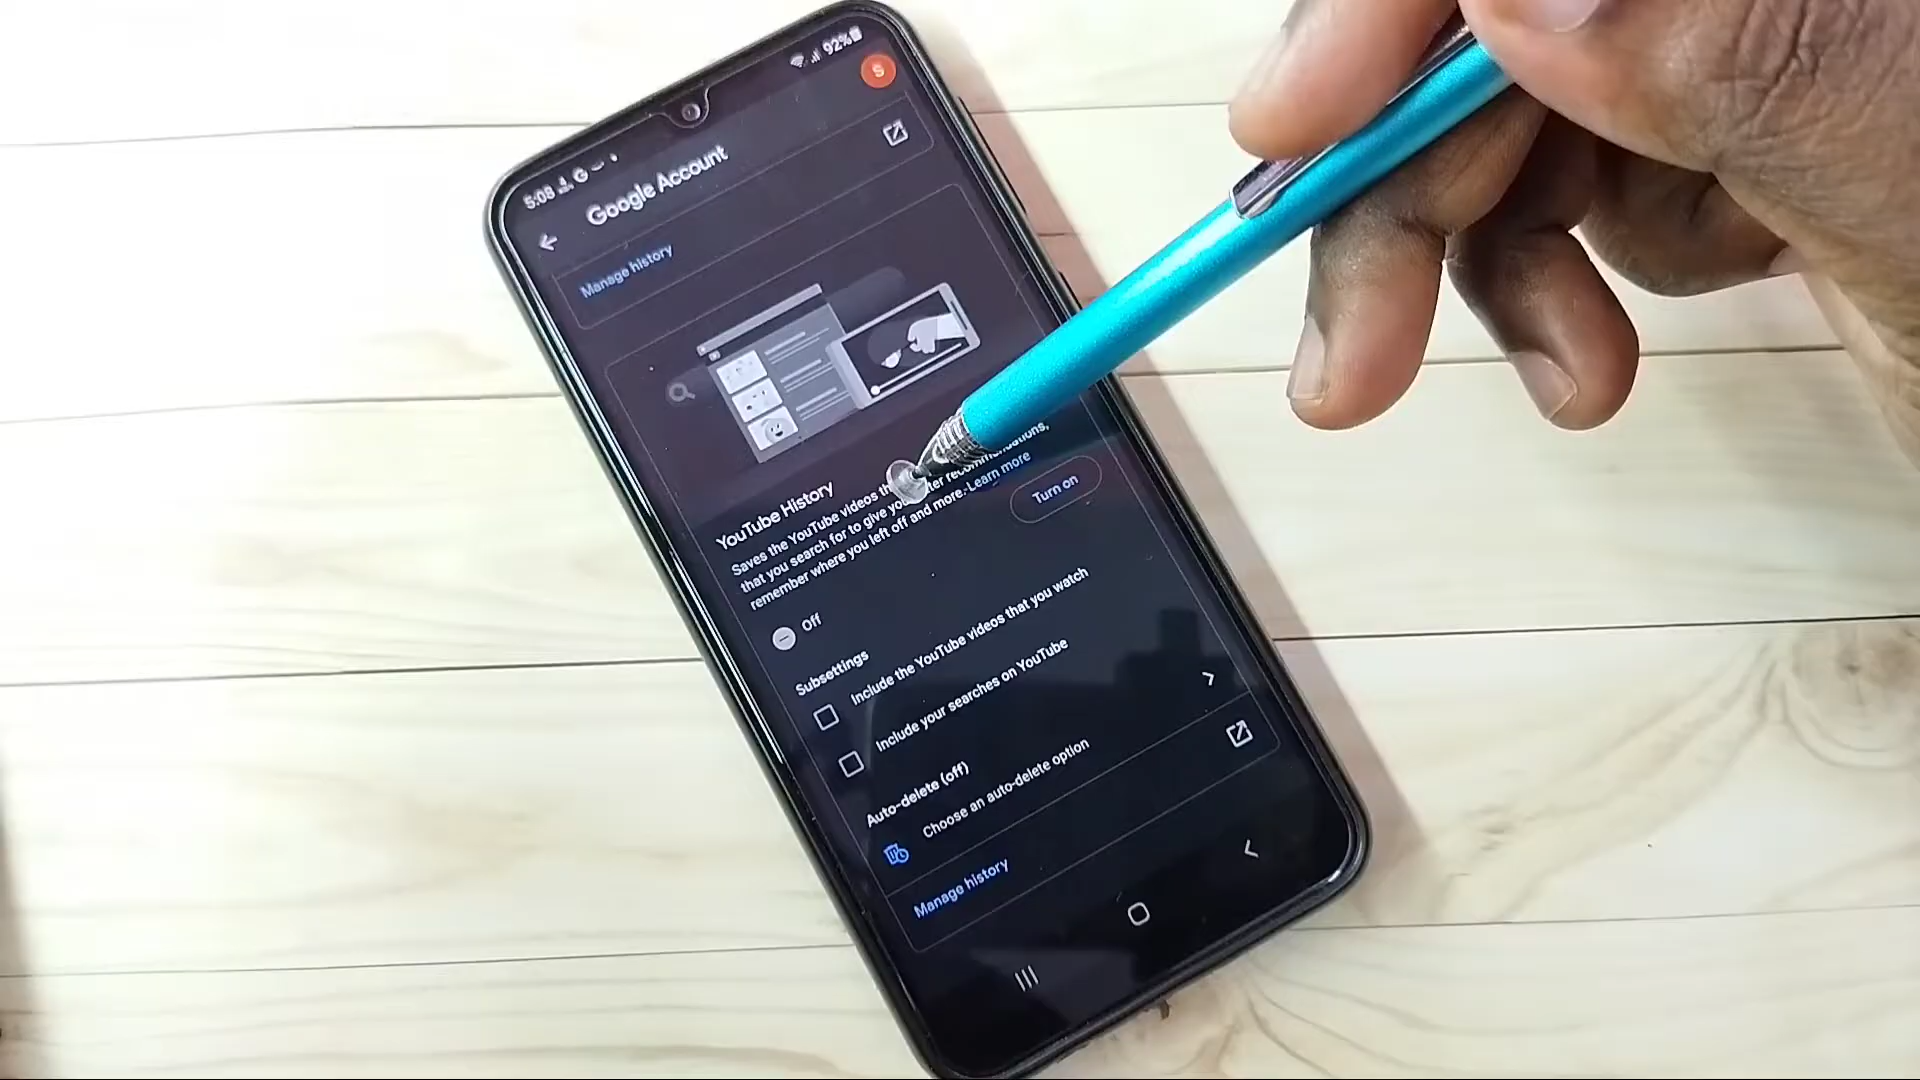 5:08
92%
S
Google Account
Manage history
YouTube History
Saves the YouTube videos
that you search for to give recommendations,
remember where you left off and more. Learn more
Turn on
Off
Subsettings
Include the YouTube videos that you watch
Include your searches on YouTube
Auto-delete (off)
Choose an auto-delete option
Manage history